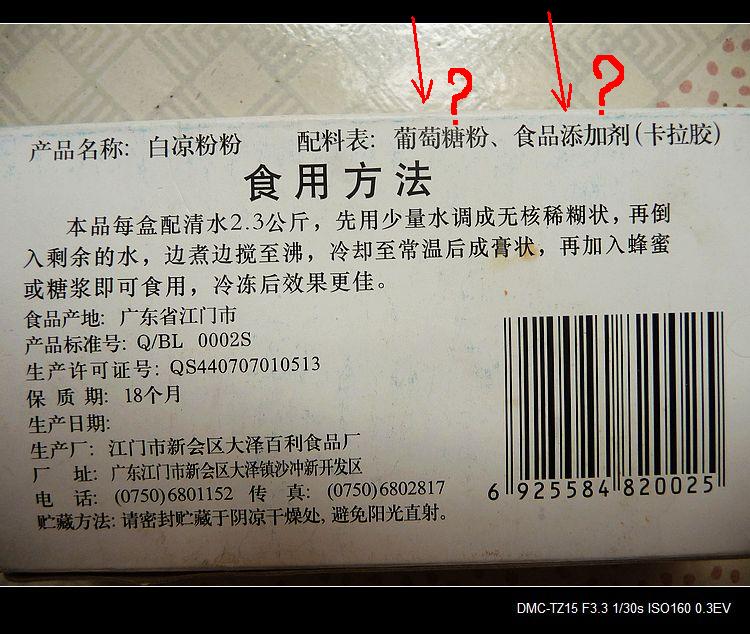 ? ?
产品名称: 白凉粉粉 配料表: 葡萄糖粉、食品添加剂(卡拉胶)
食用方法
本品每盒配清水2.3公斤，先用少量水调成无核稀糊状，再倒
入剩余的水，边煮边搅至沸，冷却至常温后成膏状，再加入蜂蜜
或糖浆即可食用，冷冻后效果更佳。
食品产地: 广东省江门市
产品标准号: Q/BL 0002S
生产许可证号: QS440707010513
保质期: 18个月
生产日期:
生产厂: 江门市新会区大泽百利食品厂
厂址: 广东江门市新会区大泽镇沙冲新开发区
电话: (0750)6801152 传真: (0750)6802817
贮藏方法: 请密封贮藏于阴凉干燥处, 避免阳光直射。
6 925584 820025
DMC-TZ15 F3.3 1/30s ISO160 0.3EV